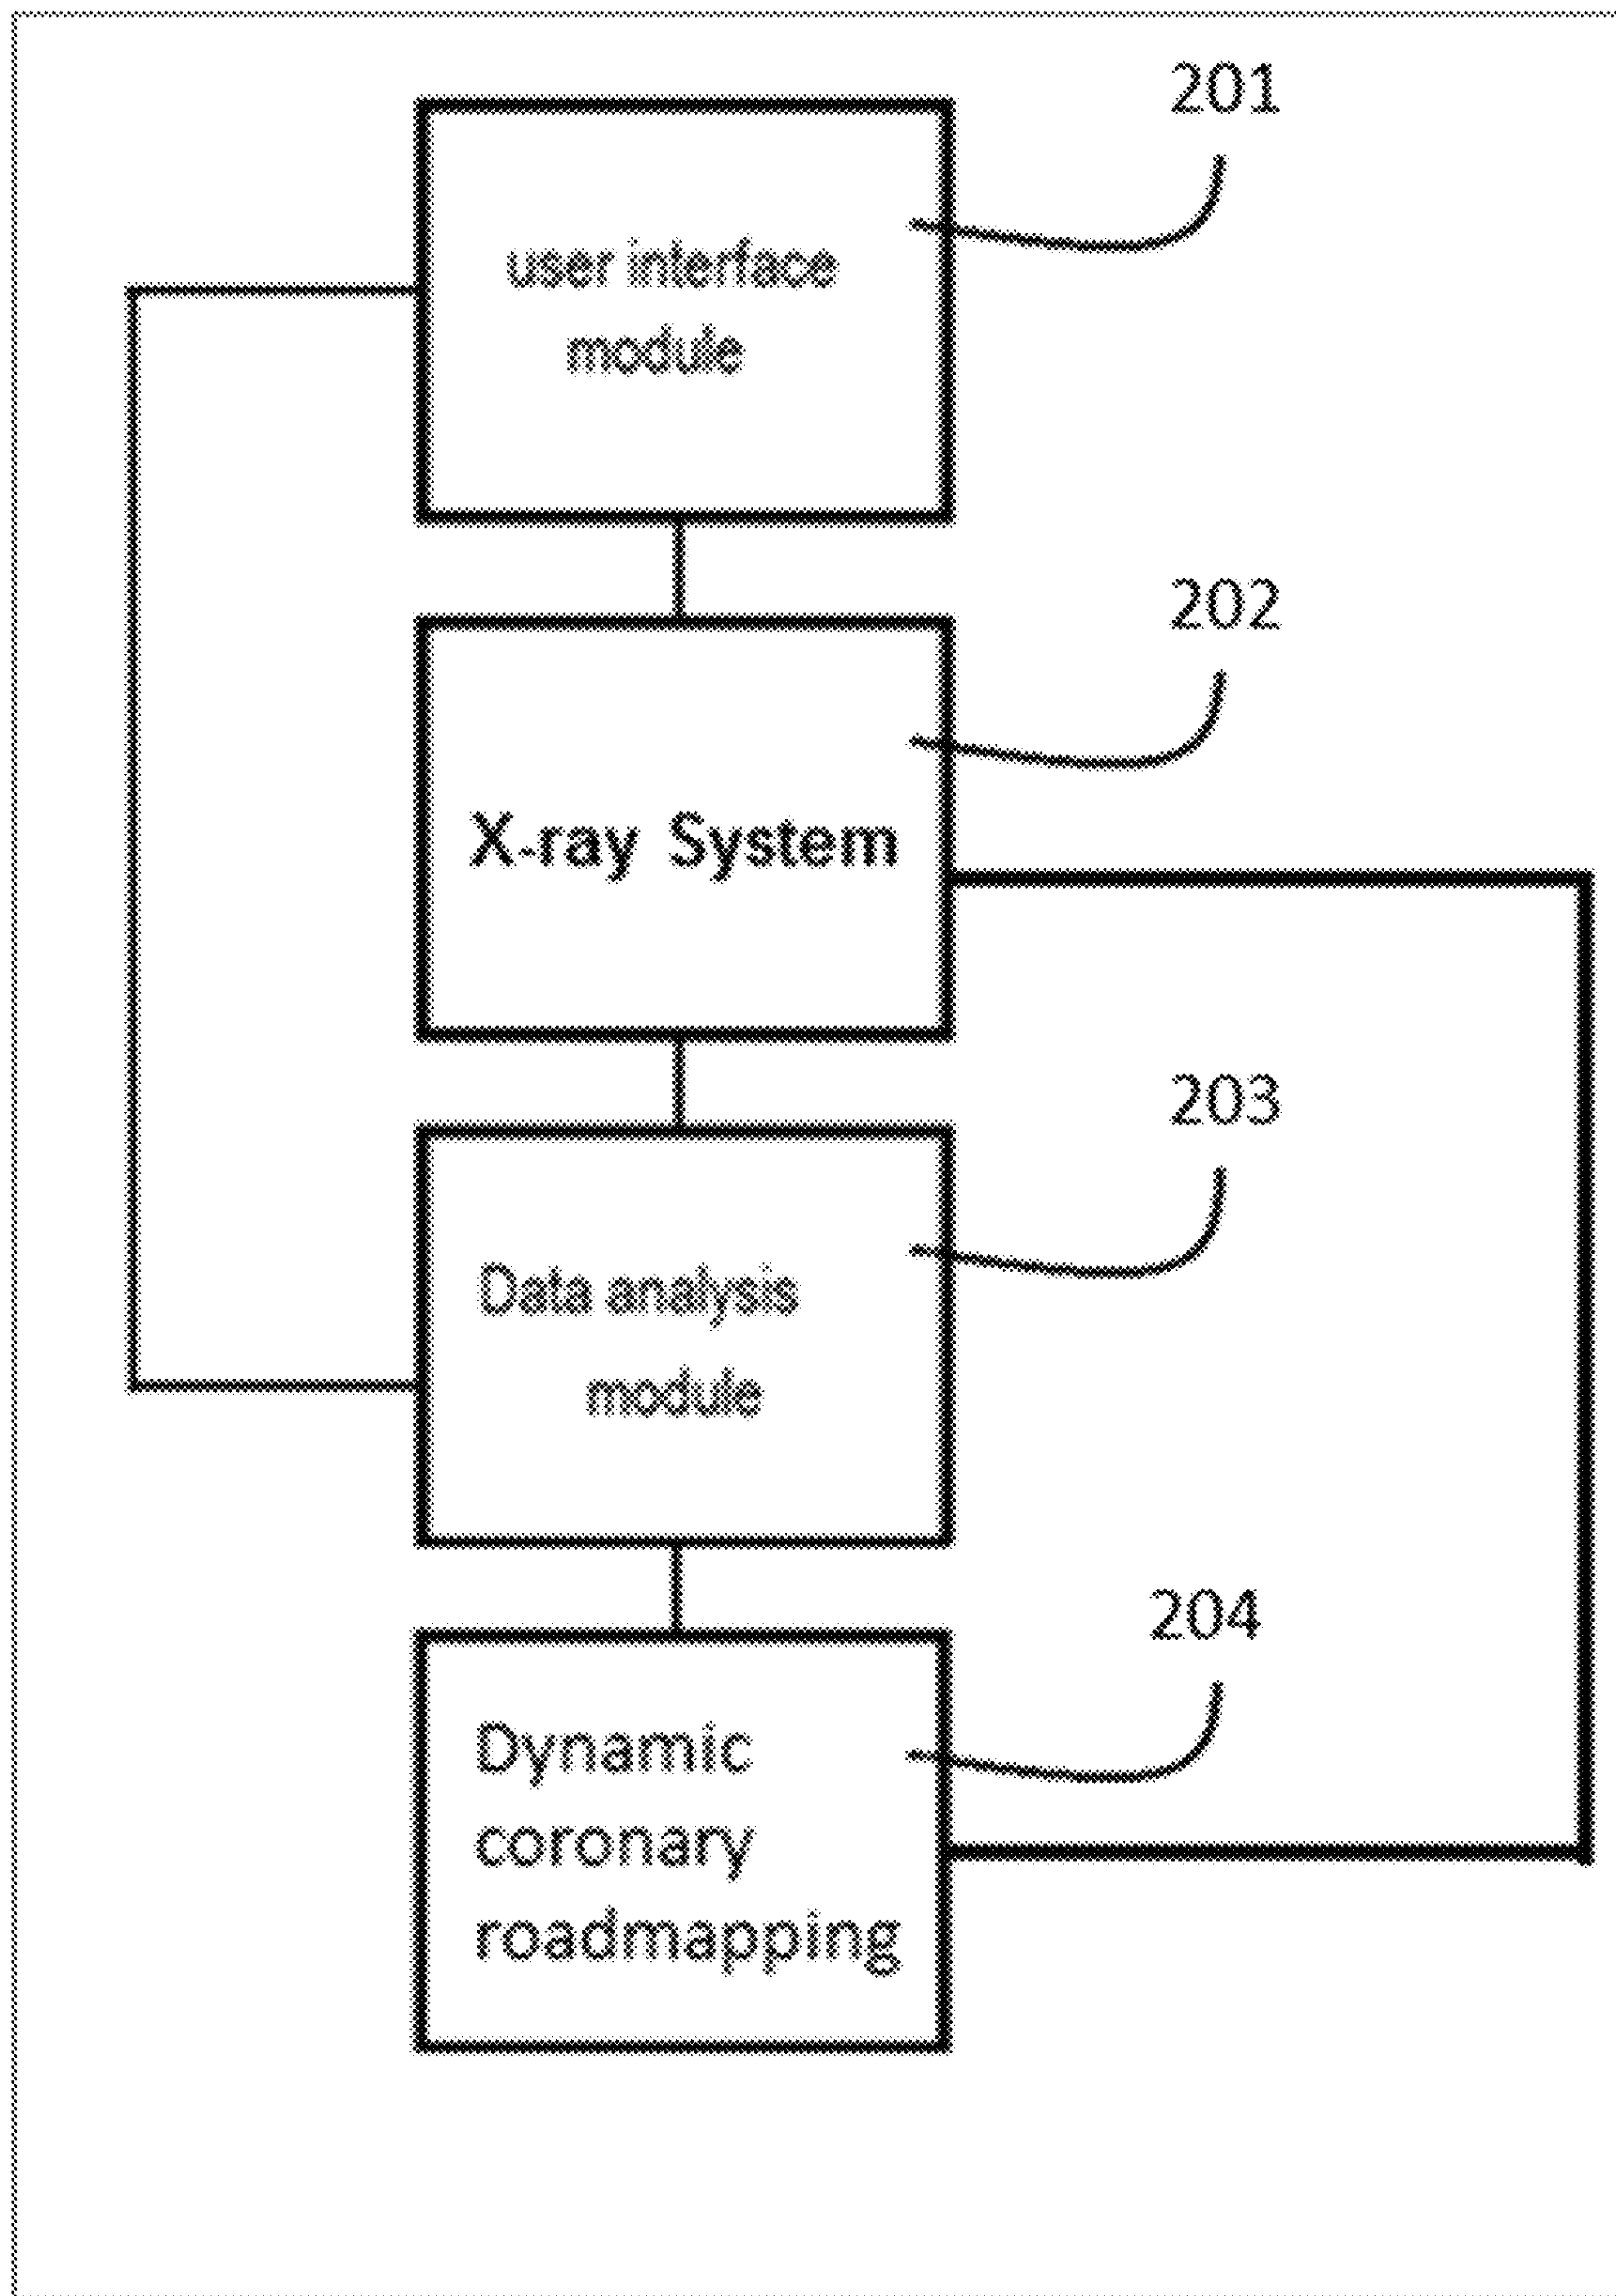 201
user interface
module
202
X-ray System
203
Data analysis
module
204
Dynamic
coronary
roadmapping